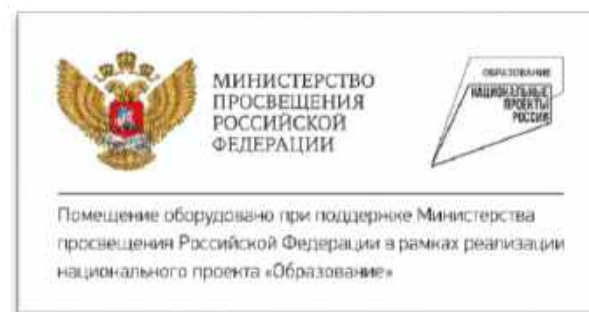 МИНИСТЕРСТВО
ПРОСВЕЩЕНИЯ
РОССИЙСКОЙ
ФЕДЕРАЦИИ
ОБРАЗОВАНИЕ
НАЦИОНАЛЬНЫЕ
ПРОЕКТЫ
РОССИИ
Помещение оборудовано при поддержке Министерства
просвещения Российской Федерации в рамках реализации
национального проекта «Образование»